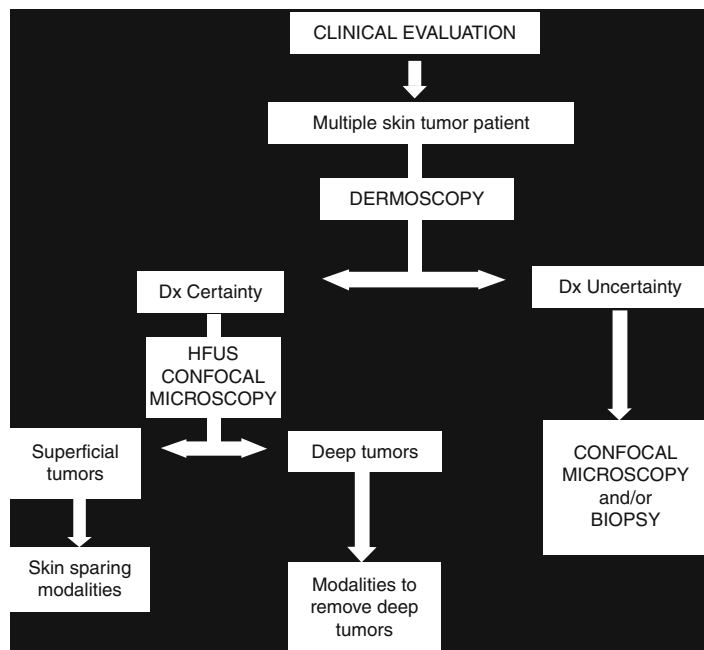 CLINICAL EVALUATION
Multiple skin tumor patient
DERMOSCOPY
Dx Certainty
Dx Uncertainty
HFUS
CONFOCAL
MICROSCOPY
Superficial
tumors
Deep tumors
CONFOCAL
MICROSCOPY
and/or
BIOPSY
Skin sparing
modalities
Modalities to
remove deep
tumors